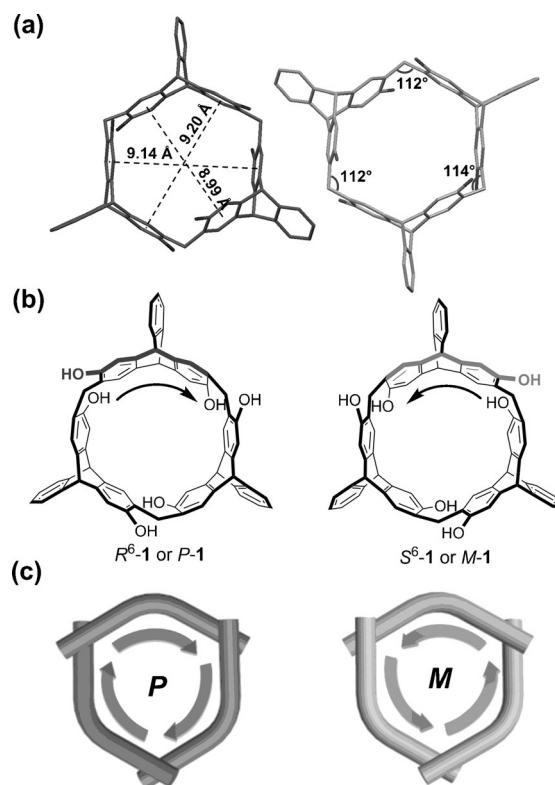 (a)
112°
9.20 Å
9.14 Å
8.99 Å
112°
114°
(b)
HO
OH
OH
OH
HO
OH
OH
HO
HO
OH
HO
OH
R⁶-1 or P-1
S⁶-1 or M-1
(c)
P
M